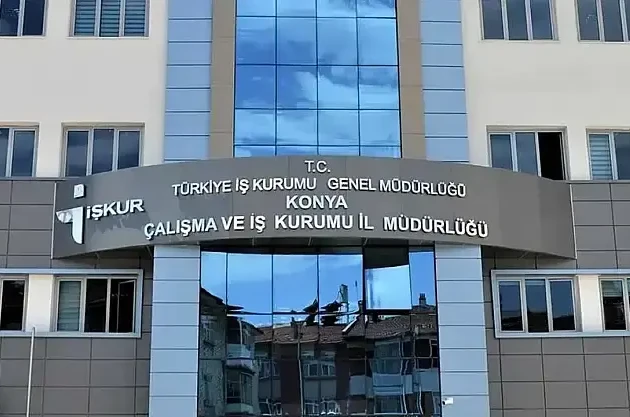 T.C.
TÜRKİYE İŞ KURUMU GENEL MÜDÜRLÜĞÜ
KONYA
ÇALIŞMA VE İŞ KURUMU İL MÜDÜRLÜĞÜ
İŞKUR